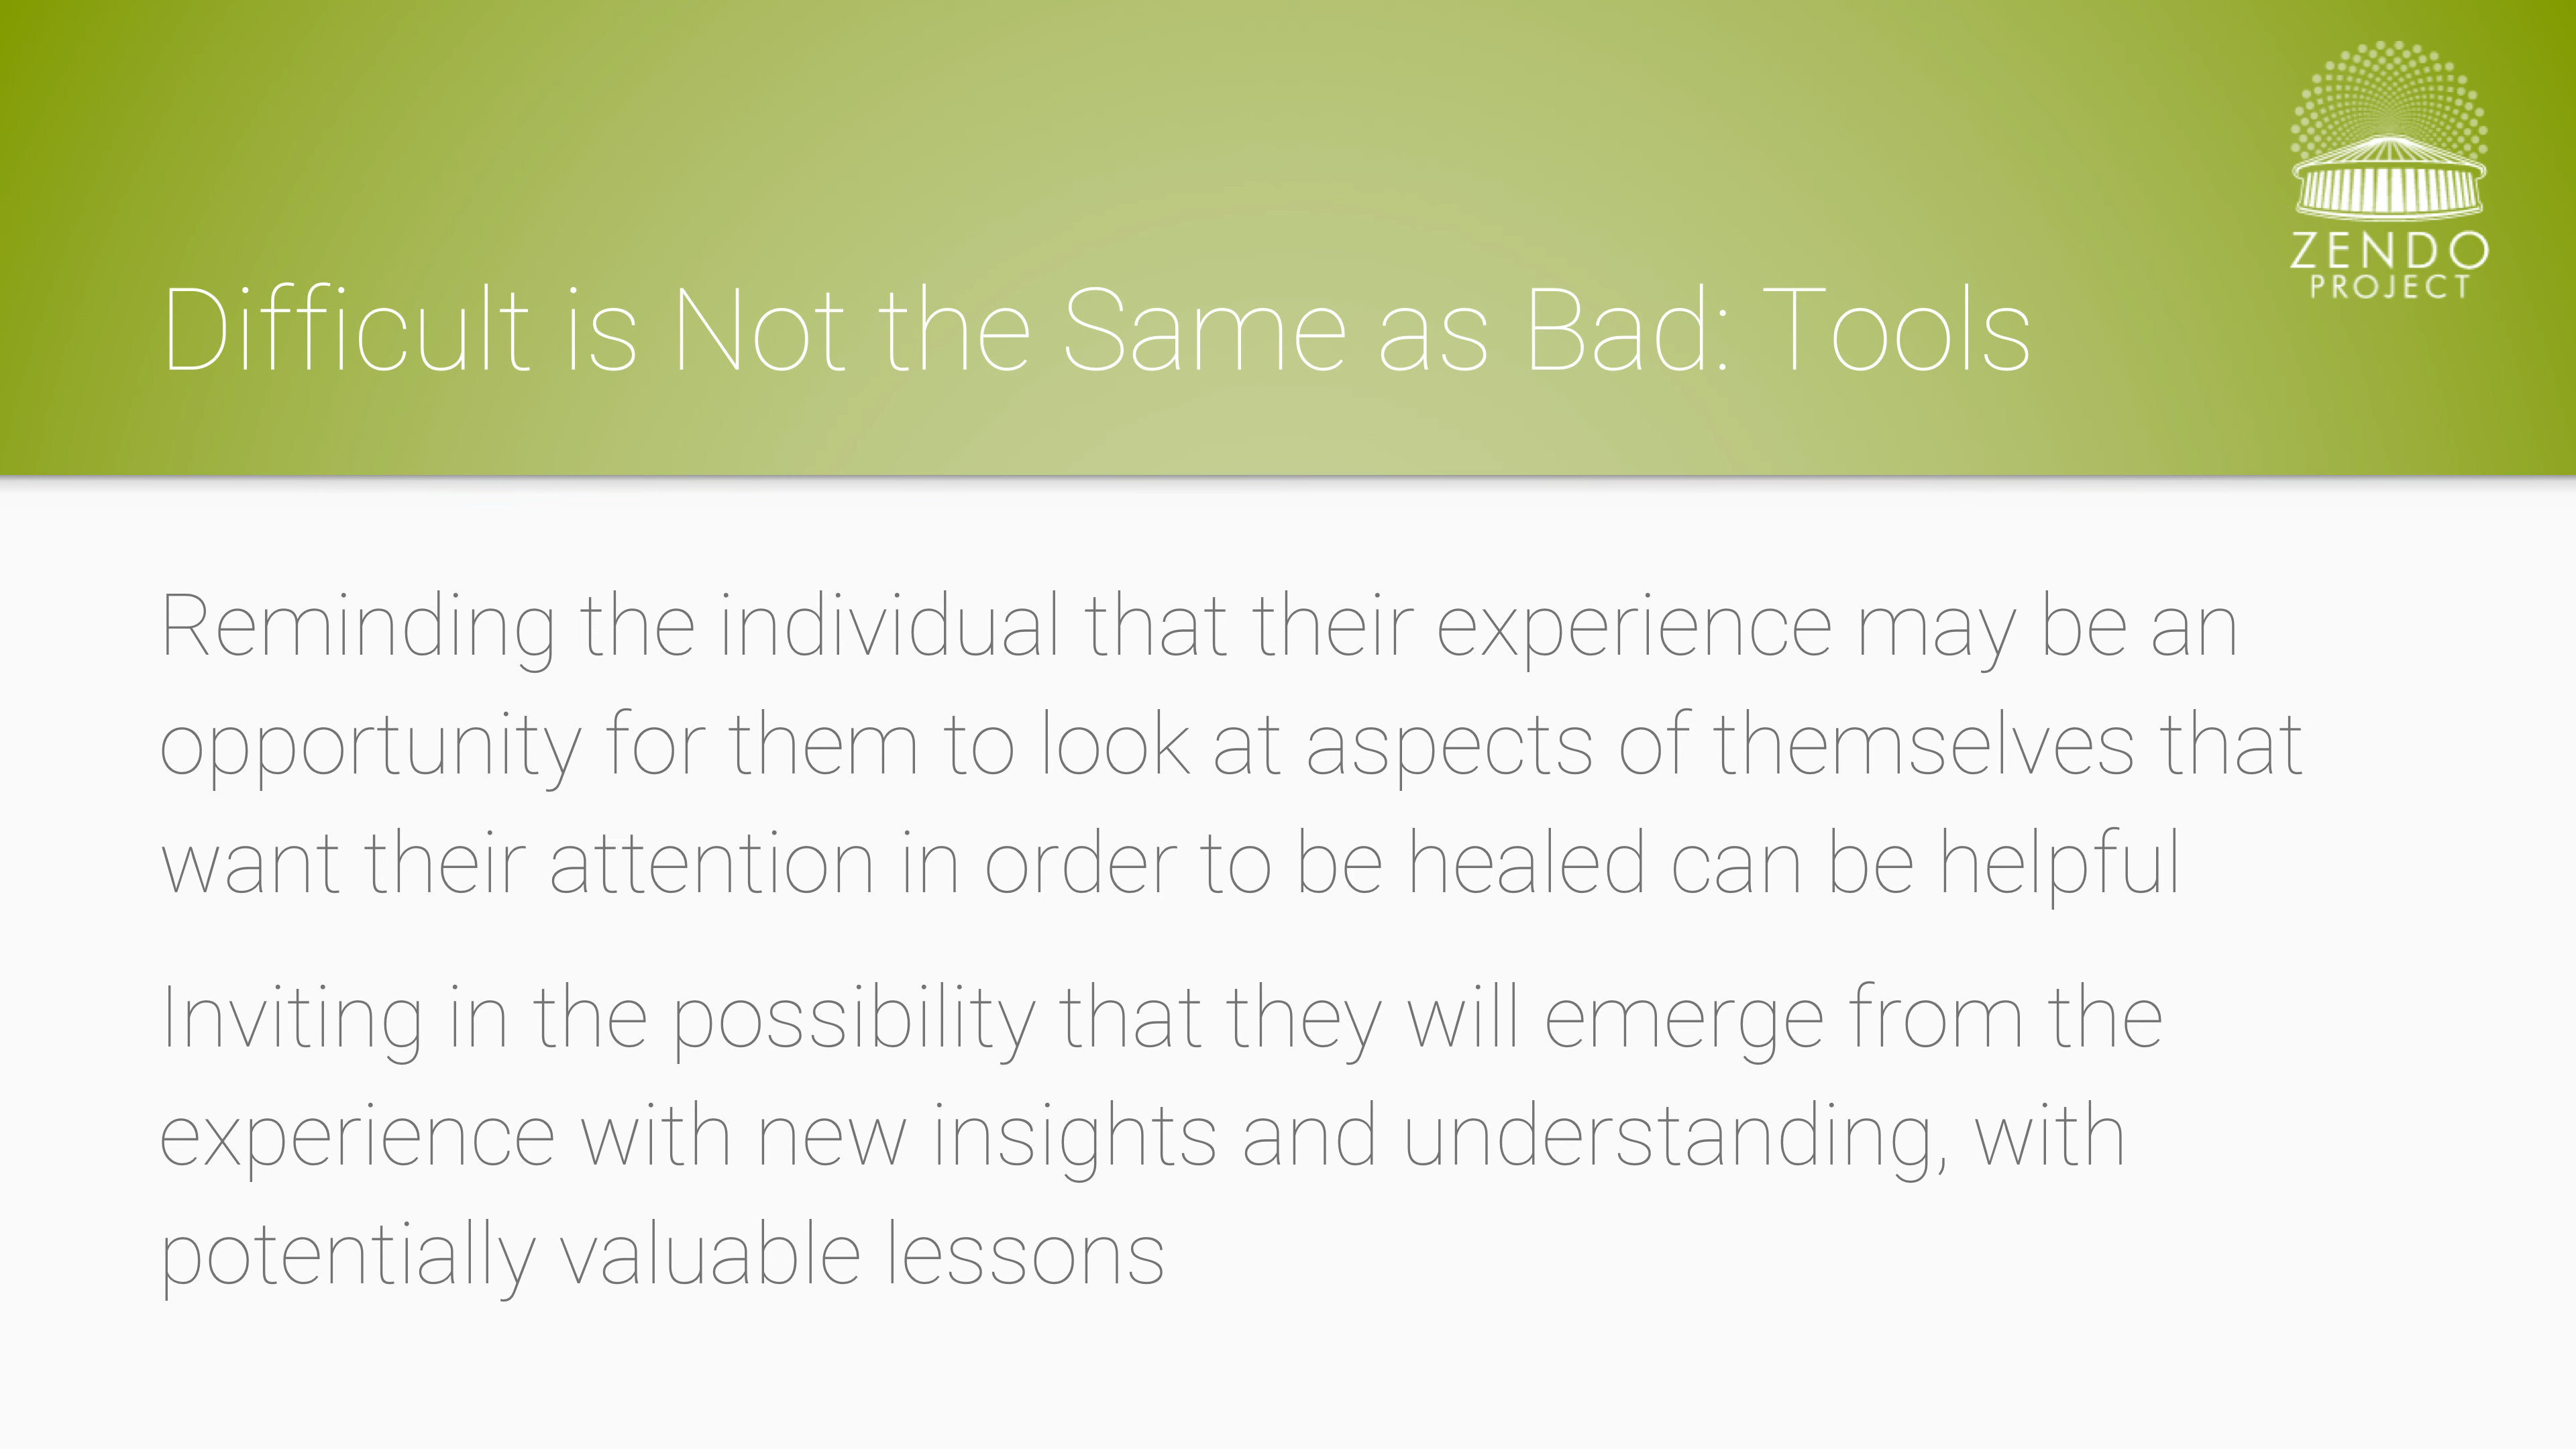 ZENDO
PROJECT
Difficult is Not the Same as Bad: Tools
Reminding the individual that their experience may be an
opportunity for them to look at aspects of themselves that
want their attention in order to be healed can be helpful
Inviting in the possibility that they will emerge from the
experience with new insights and understanding, with
potentially valuable lessons